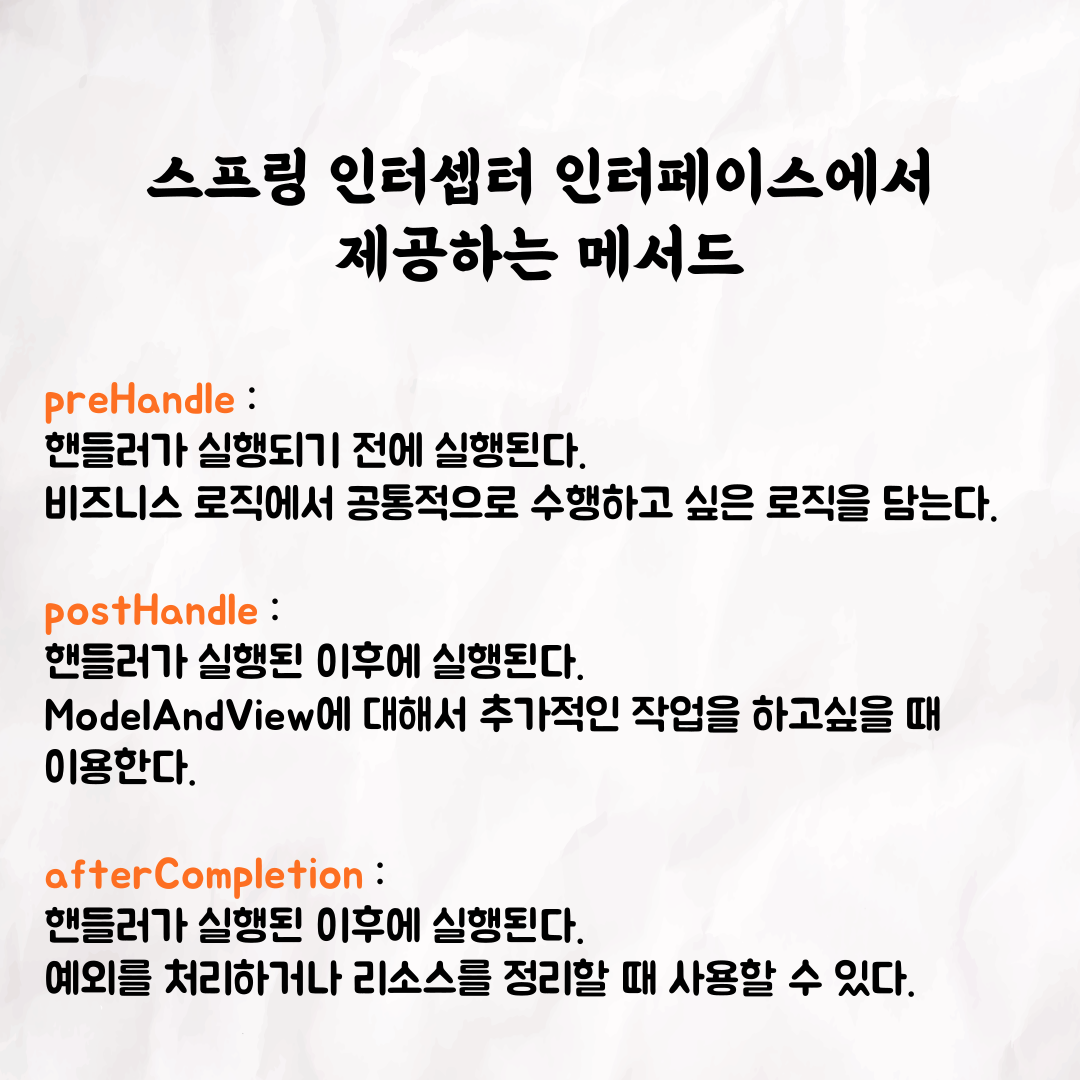 스프링 인터셉터 인터페이스에서
제공하는 메서드
preHandle :
핸들러가 실행되기 전에 실행된다.
비즈니스 로직에서 공통적으로 수행하고 싶은 로직을 담는다.
postHandle :
핸들러가 실행된 이후에 실행된다.
ModelAndView에 대해서 추가적인 작업을 하고싶을 때
이용한다.
afterCompletion :
핸들러가 실행된 이후에 실행된다.
예외를 처리하거나 리소스를 정리할 때 사용할 수 있다.